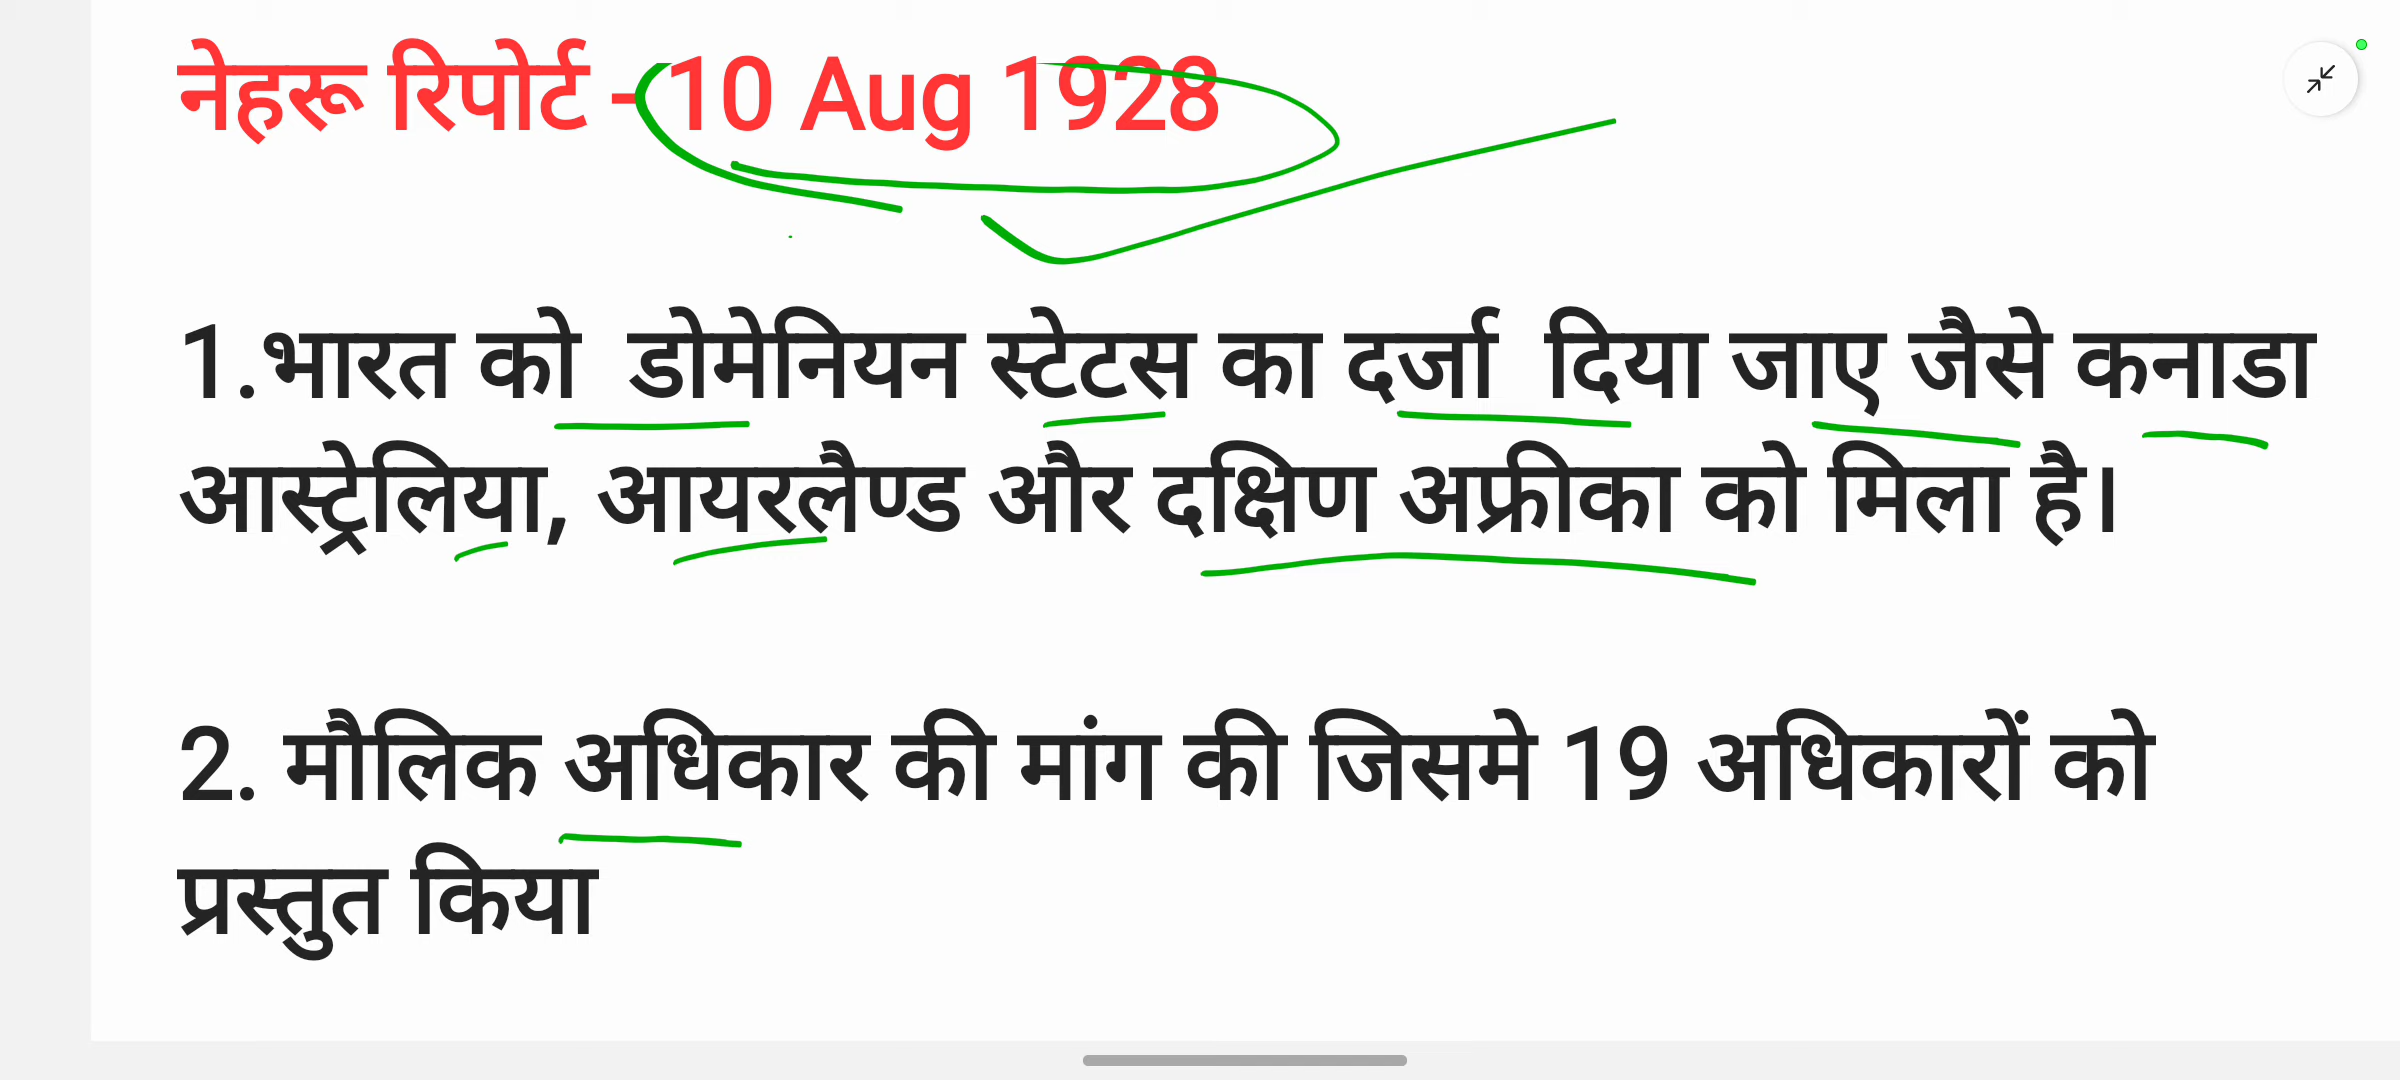 नेहरू रिपोर्ट - 10 Aug 1928
1.भारत को डोमेनियन स्टेटस का दर्जा दिया जाए जैसे कनाडा
आस्ट्रेलिया, आयरलैण्ड और दक्षिण अफ्रीका को मिला है।
2. मौलिक अधिकार की मांग की जिसमे 19 अधिकारों को
प्रस्तुत किया